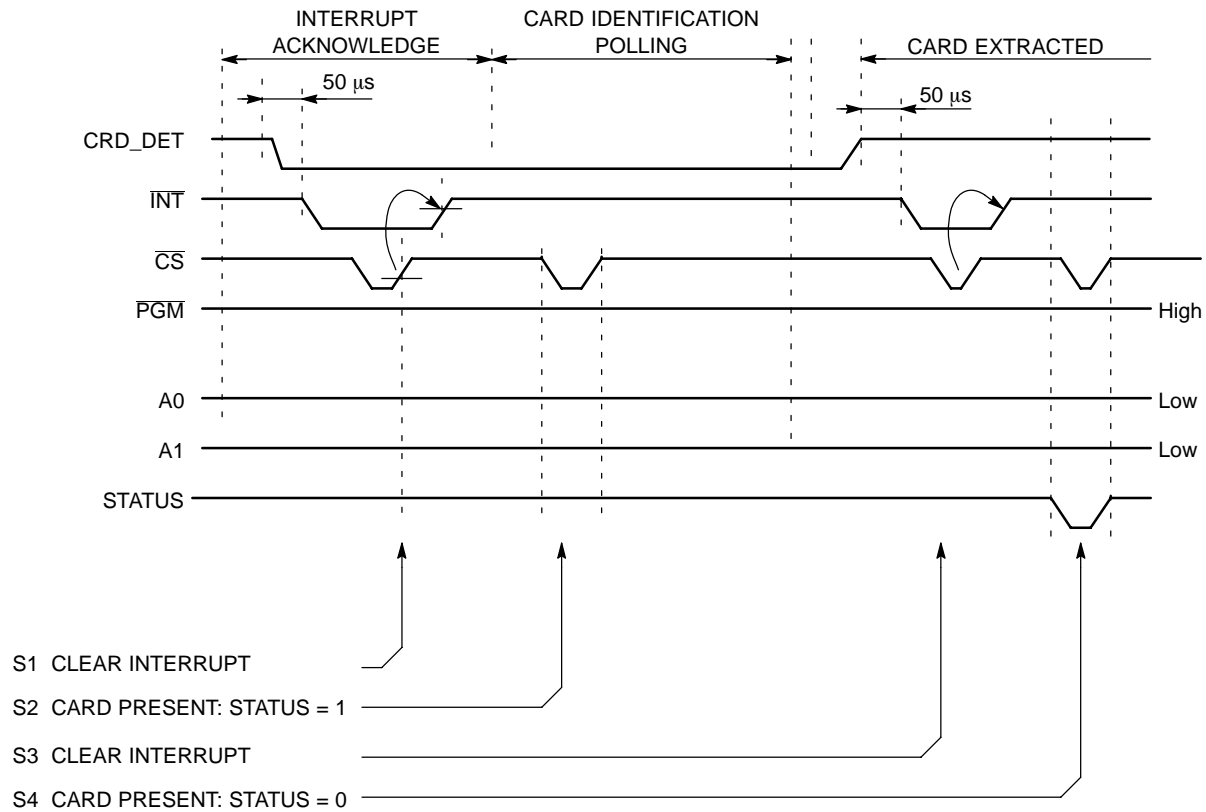 INTERRUPT
ACKNOWLEDGE
CARD IDENTIFICATION
POLLING
CARD EXTRACTED
50 μs
50 μs
CRD_DET
INT
CS
PGM
High
A0
Low
A1
Low
STATUS
S1 CLEAR INTERRUPT
S2 CARD PRESENT: STATUS = 1
S3 CLEAR INTERRUPT
S4 CARD PRESENT: STATUS = 0